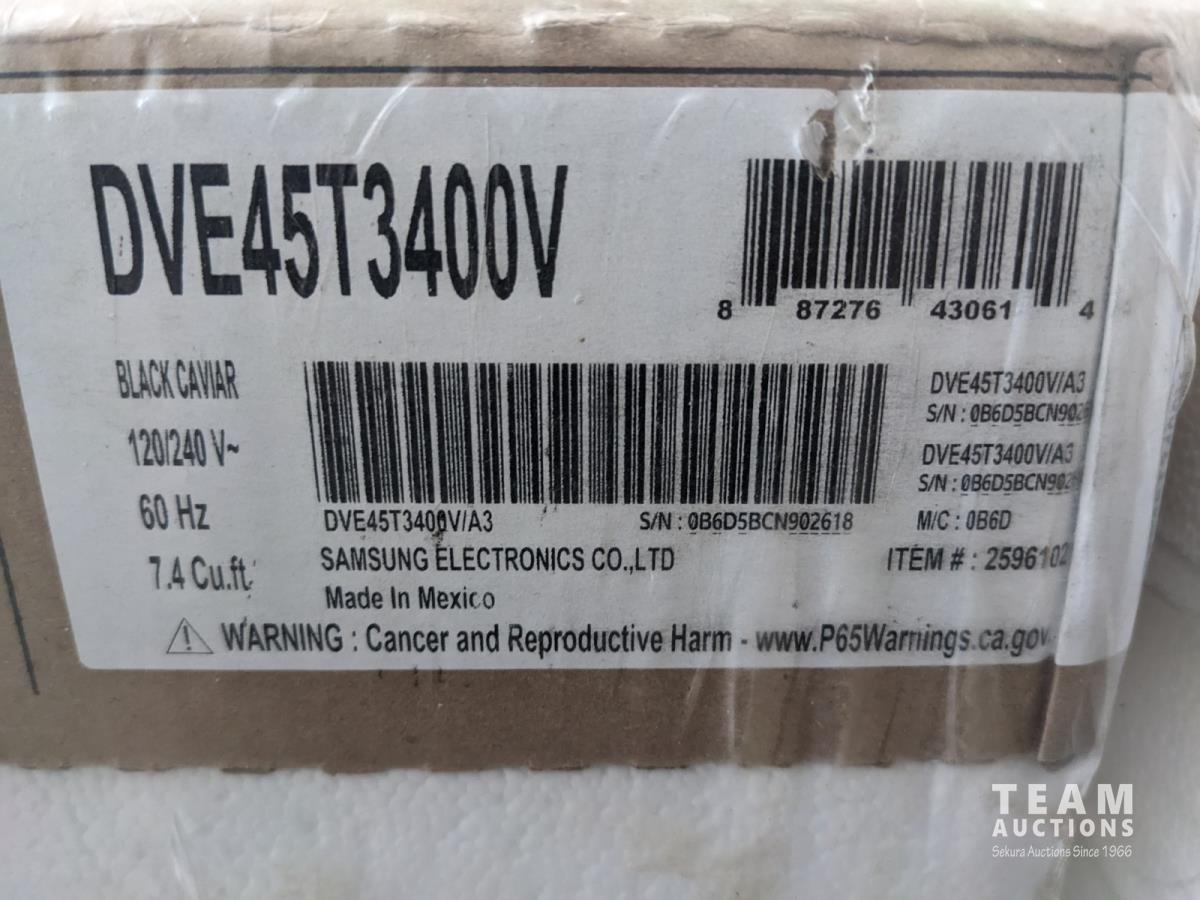 DVE45T3400V
8 87276 43061 4
BLACK CAVIAR
120/240 V~
60 Hz
7.4 Cu.ft.
DVE45T3400V/A3 S/N : 0B6D5BCN902618
SAMSUNG ELECTRONICS CO.,LTD
Made In Mexico
DVE45T3400V/A3
S/N :
DVE45T3400V/A3
S/N :
M/C : 0B6D
ITEM # :
WARNING : Cancer and Reproductive Harm - www.P65Warnings.ca.gov
TEAM
AUCTIONS
Sekura Auctions Since 1966